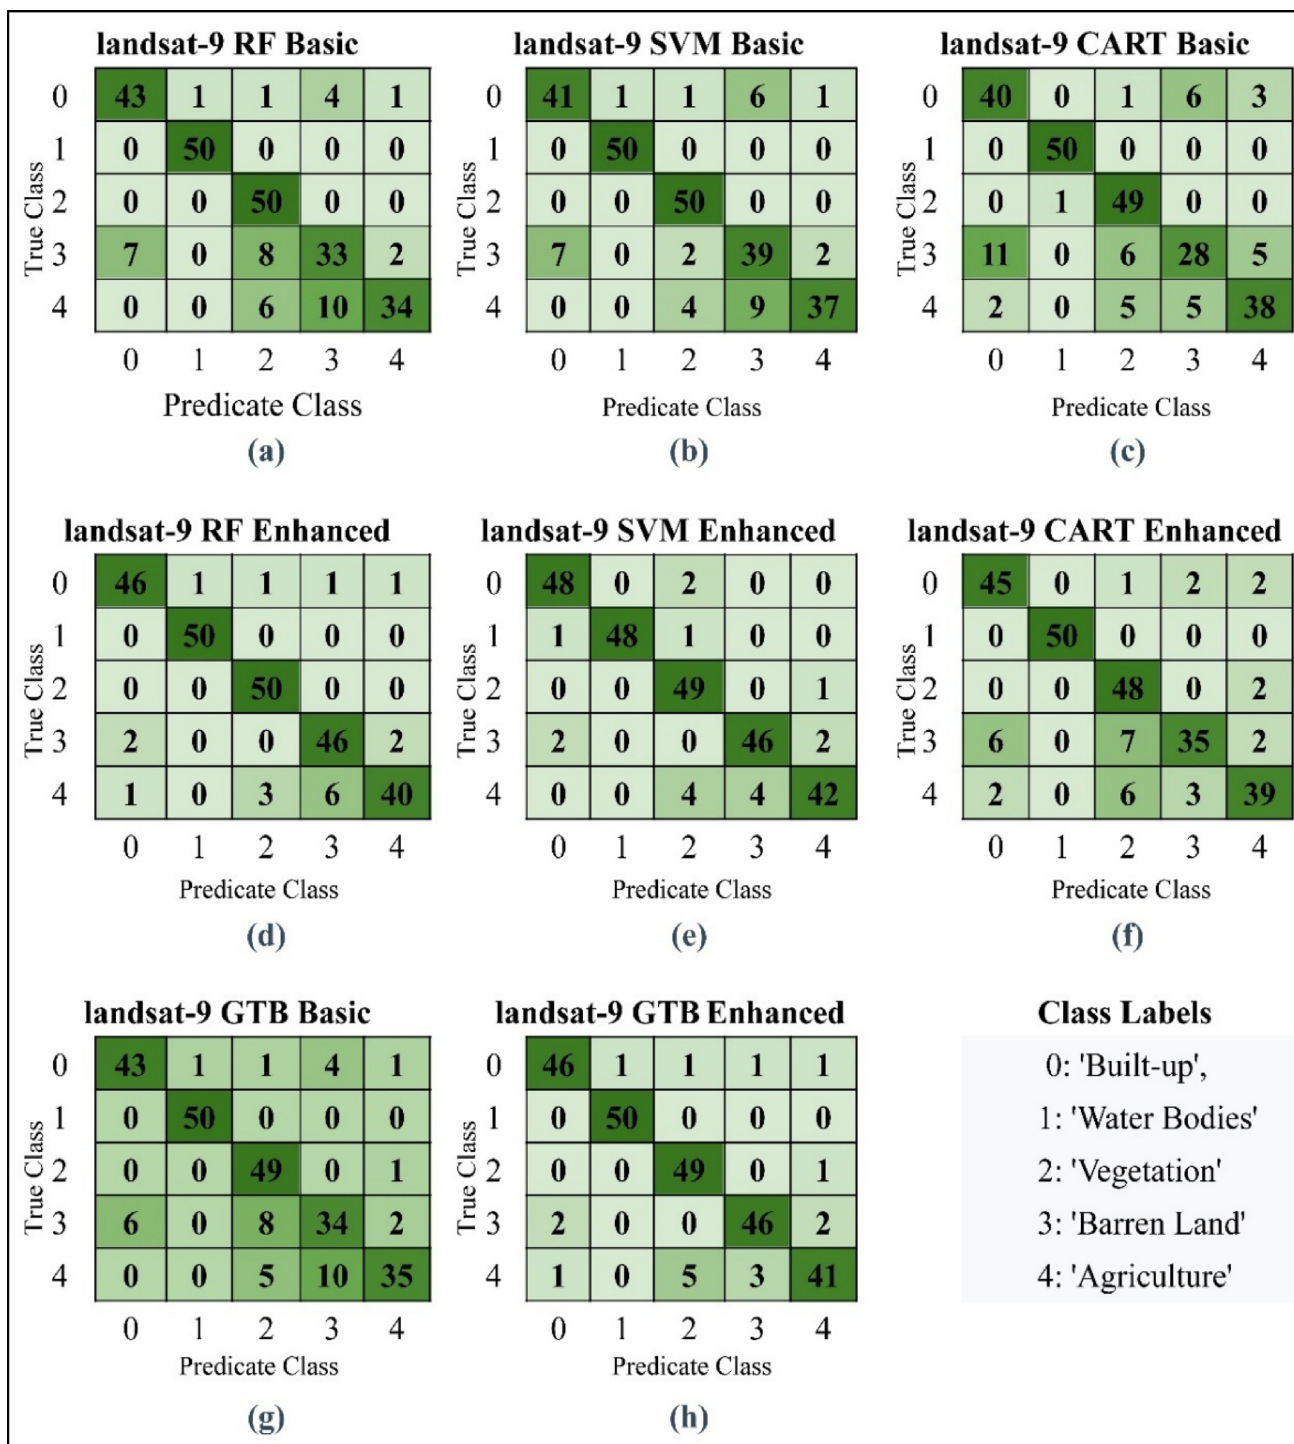 landsat-9 RF Basic
0 43 1 1 4 1
1 0 50 0 0 0
2 0 0 50 0 0
3 7 0 8 33 2
4 0 0 6 10 34
0 1 2 3 4
True Class
Predicate Class
(a)
landsat-9 SVM Basic
0 41 1 1 6 1
1 0 50 0 0 0
2 0 0 50 0 0
3 7 0 2 39 2
4 0 0 4 9 37
0 1 2 3 4
True Class
Predicate Class
(b)
landsat-9 CART Basic
0 40 0 1 6 3
1 0 50 0 0 0
2 0 1 49 0 0
3 11 0 6 28 5
4 2 0 5 5 38
0 1 2 3 4
True Class
Predicate Class
(c)
landsat-9 RF Enhanced
0 46 1 1 1 1
1 0 50 0 0 0
2 0 0 50 0 0
3 2 0 0 46 2
4 1 0 3 6 40
0 1 2 3 4
True Class
Predicate Class
(d)
landsat-9 SVM Enhanced
0 48 0 2 0 0
1 1 48 1 0 0
2 0 0 49 0 1
3 2 0 0 46 2
4 0 0 4 4 42
0 1 2 3 4
True Class
Predicate Class
(e)
landsat-9 CART Enhanced
0 45 0 1 2 2
1 0 50 0 0 0
2 0 0 48 0 2
3 6 0 7 35 2
4 2 0 6 3 39
0 1 2 3 4
True Class
Predicate Class
(f)
landsat-9 GTB Basic
0 43 1 1 4 1
1 0 50 0 0 0
2 0 0 49 0 1
3 6 0 8 34 2
4 0 0 5 10 35
0 1 2 3 4
True Class
Predicate Class
(g)
landsat-9 GTB Enhanced
0 46 1 1 1 1
1 0 50 0 0 0
2 0 0 49 0 1
3 2 0 0 46 2
4 1 0 5 3 41
0 1 2 3 4
True Class
Predicate Class
(h)
Class Labels
0: 'Built-up',
1: 'Water Bodies'
2: 'Vegetation'
3: 'Barren Land'
4: 'Agriculture'